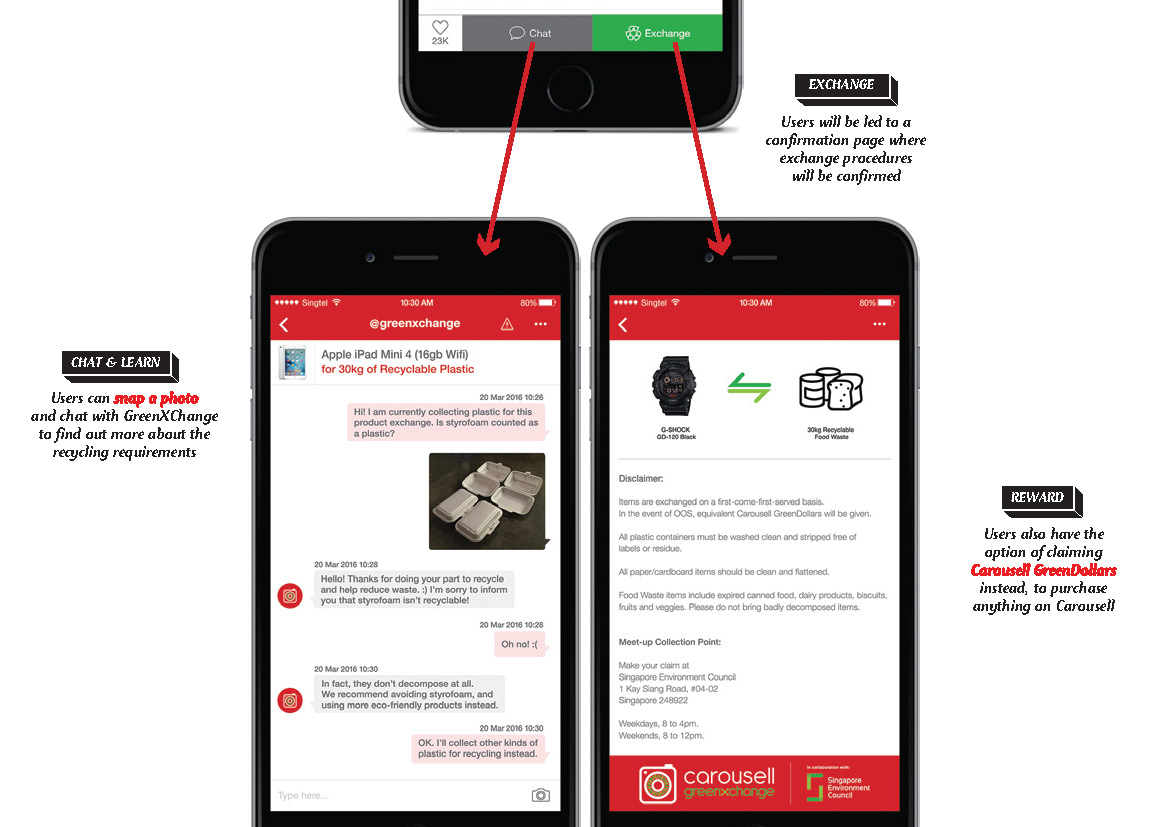 23K
Chat
Exchange
EXCHANGE
Users will be led to a
confirmation page where
exchange procedures
will be confirmed
CHAT & LEARN
Users can snap a photo
and chat with GreenXChange
to find out more about the
recycling requirements
Singtel
10:30 AM
80%
@greenxchange
Apple iPad Mini 4 (16gb Wifi)
for 30kg of Recyclable Plastic
20 Mar 2016 10:26
Hi! I am currently collecting plastic for this
product exchange. Is styrofoam counted as
a plastic?
20 Mar 2016 10:28
Hello! Thanks for doing your part to recycle
and help reduce waste. :) I'm sorry to inform
you that styrofoam isn't recyclable!
20 Mar 2016 10:28
Oh no! :(
20 Mar 2016 10:30
In fact, they don't decompose at all.
We recommend avoiding styrofoam, and
using more eco-friendly products instead.
20 Mar 2016 10:30
OK. I'll collect other kinds of
plastic for recycling instead.
Type here...
Singtel
10:30 AM
80%
G-SHOCK
GD-120 Black
30kg Recyclable
Food Waste
Disclaimer:
Items are exchanged on a first-come-first-served basis.
In the event of OOS, equivalent Carousell GreenDollars will be given.
All plastic containers must be washed clean and stripped free of
labels or residue.
All paper/cardboard items should be clean and flattened.
Food Waste items include expired canned food, dairy products, biscuits,
fruits and veggies. Please do not bring badly decomposed items.
Meet-up Collection Point:
Make your claim at
Singapore Environment Council
1 Kay Siang Road, #04-02
Singapore 248922
Weekdays, 8 to 4pm.
Weekends, 8 to 12pm.
carousell
greenxchange
In collaboration with:
Singapore
Environment
Council
REWARD
Users also have the
option of claiming
Carousell GreenDollars
instead, to purchase
anything on Carousell